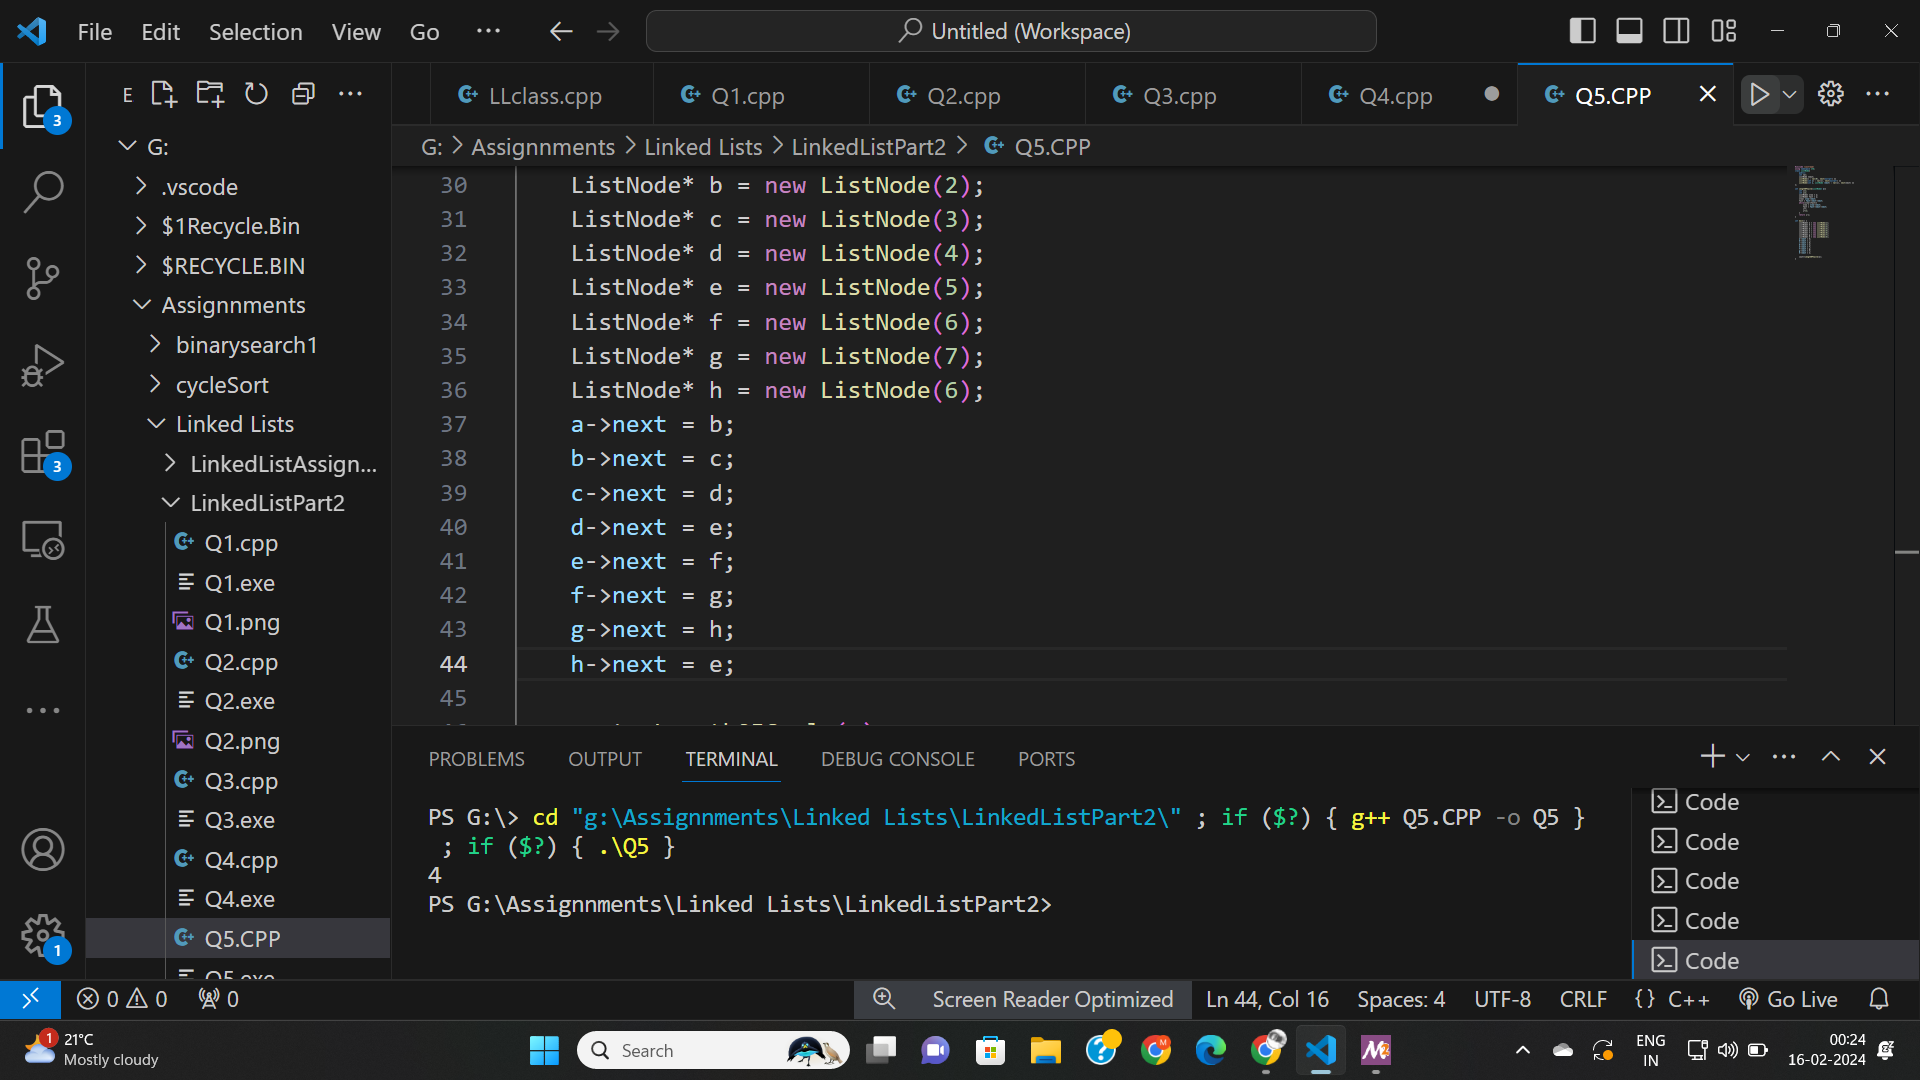 File Edit Selection View Go ··· Untitled (Workspace)
E
LLclass.cpp Q1.cpp Q2.cpp Q3.cpp Q4.cpp Q5.CPP
G: > Assignnments > Linked Lists > LinkedListPart2 > Q5.CPP
3
G:
.vscode
$1Recycle.Bin
$RECYCLE.BIN
Assignnments
binarysearch1
cycleSort
Linked Lists
LinkedListAssign...
LinkedListPart2
Q1.cpp
Q1.exe
Q1.png
Q2.cpp
Q2.exe
Q2.png
Q3.cpp
Q3.exe
Q4.cpp
Q4.exe
Q5.CPP
Q5.exe
3
1
30 ListNode* b = new ListNode(2);
31 ListNode* c = new ListNode(3);
32 ListNode* d = new ListNode(4);
33 ListNode* e = new ListNode(5);
34 ListNode* f = new ListNode(6);
35 ListNode* g = new ListNode(7);
36 ListNode* h = new ListNode(6);
37 a->next = b;
38 b->next = c;
39 c->next = d;
40 d->next = e;
41 e->next = f;
42 f->next = g;
43 g->next = h;
44 h->next = e;
45
PROBLEMS OUTPUT TERMINAL DEBUG CONSOLE PORTS
PS G:\> cd "g:\Assignnments\Linked Lists\LinkedListPart2\" ; if ($?) { g++ Q5.CPP -o Q5 }
; if ($?) { .\Q5 }
4
PS G:\Assignnments\Linked Lists\LinkedListPart2>
Code
Code
Code
Code
Code
0 0 0 Screen Reader Optimized Ln 44, Col 16 Spaces: 4 UTF-8 CRLF {} C++ Go Live
1
21°C
Mostly cloudy
Search
ENG
IN
00:24
16-02-2024